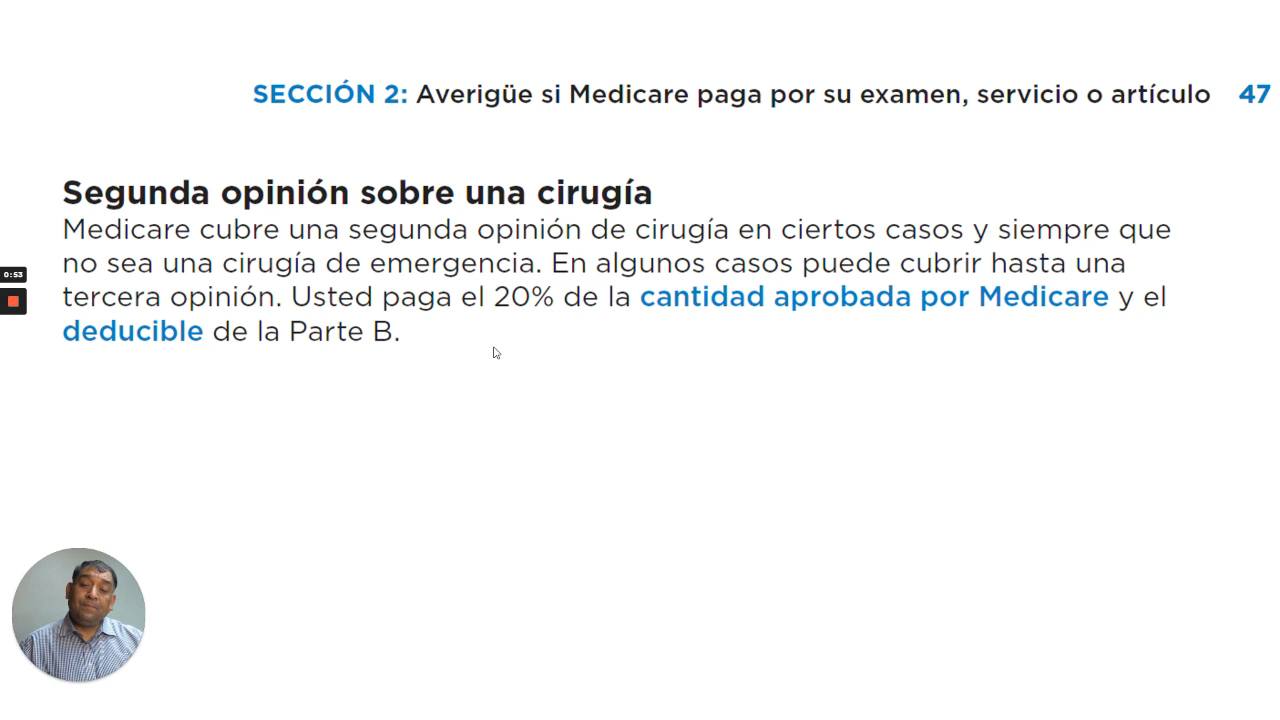 SECCIÓN 2: Averigüe si Medicare paga por su examen, servicio o artículo 47
Segunda opinión sobre una cirugía
Medicare cubre una segunda opinión de cirugía en ciertos casos y siempre que
no sea una cirugía de emergencia. En algunos casos puede cubrir hasta una
tercera opinión. Usted paga el 20% de la cantidad aprobada por Medicare y el
deducible de la Parte B.
0:53